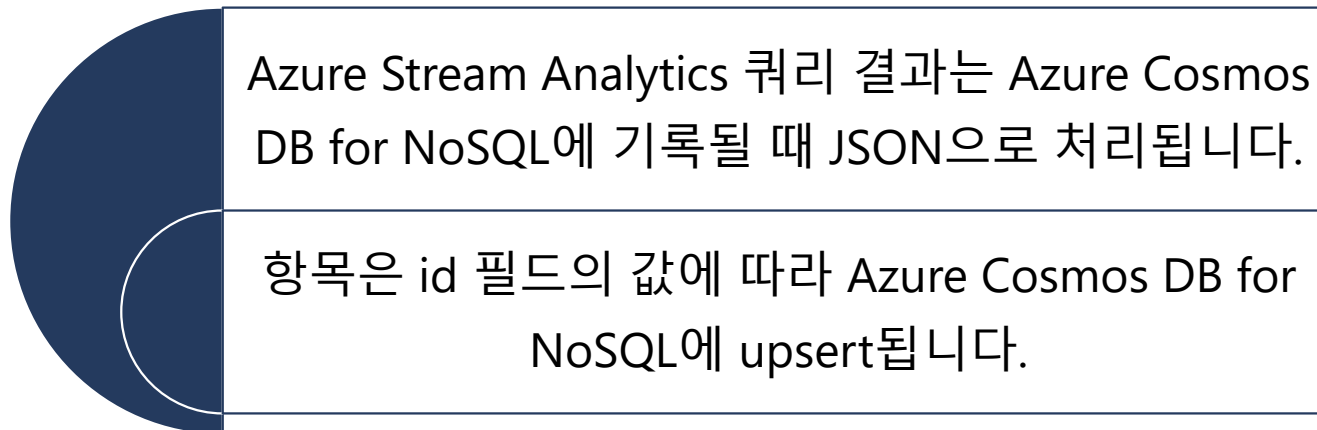 Azure Stream Analytics 쿼리 결과는 Azure Cosmos
DB for NoSQL에 기록될 때 JSON으로 처리됩니다.
항목은 id 필드의 값에 따라 Azure Cosmos DB for
NoSQL에 upsert됩니다.